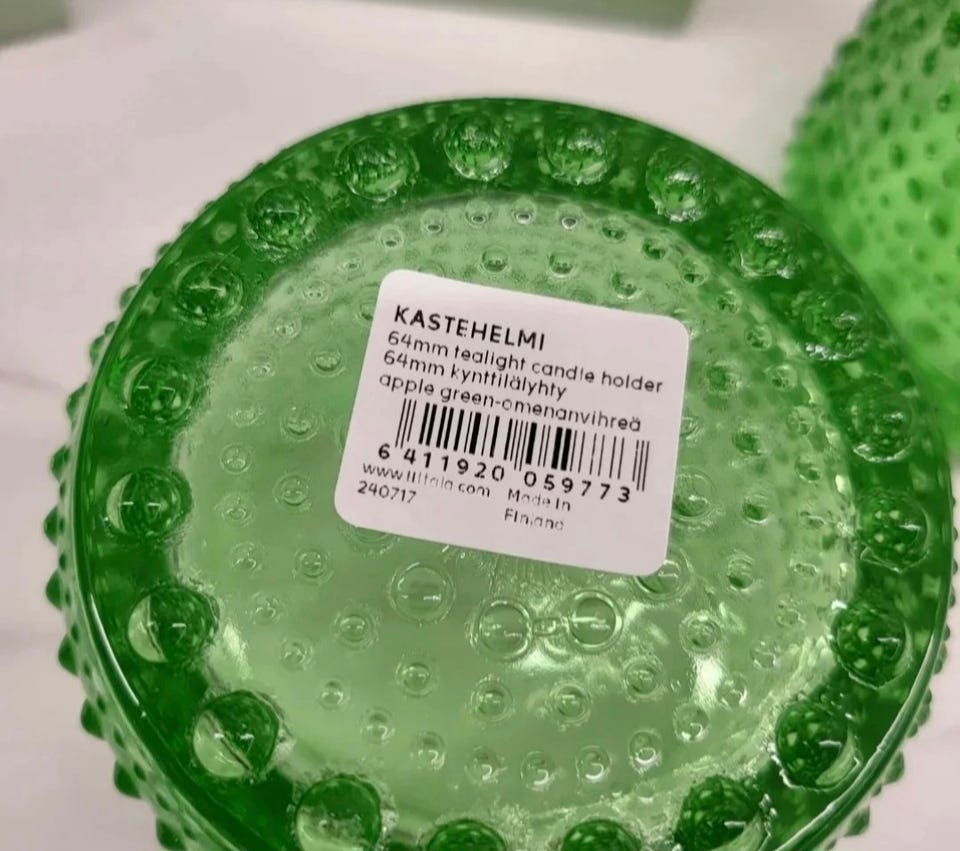 KASTEHELMI
64mm tealight candle holder
64mm kynttilälyhty
apple green-omenanvihreä
6 411920 059773
www.iittala.com Made in
240717 Finland